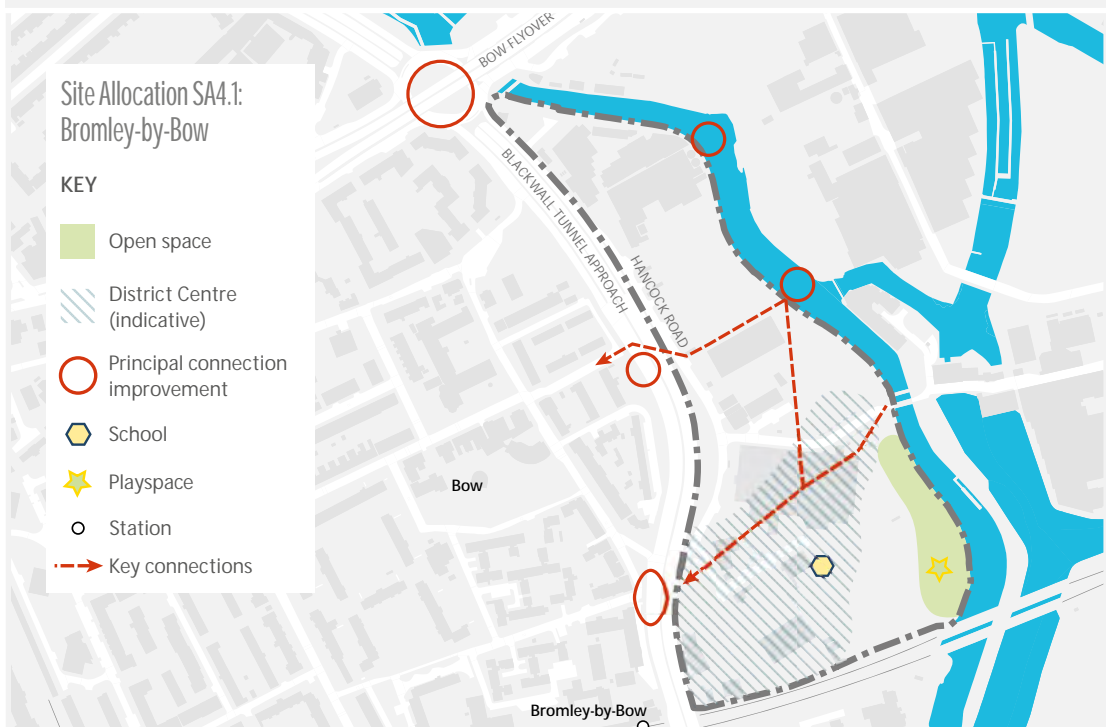 Site Allocation SA4.1:
Bromley-by-Bow
KEY
Open space
District Centre
(indicative)
Principal connection
improvement
School
Playspace
Station
Key connections
BOW FLYOVER
BLACKWALL TUNNEL APPROACH
HANCOCK ROAD
Bow
Bromley-by-Bow